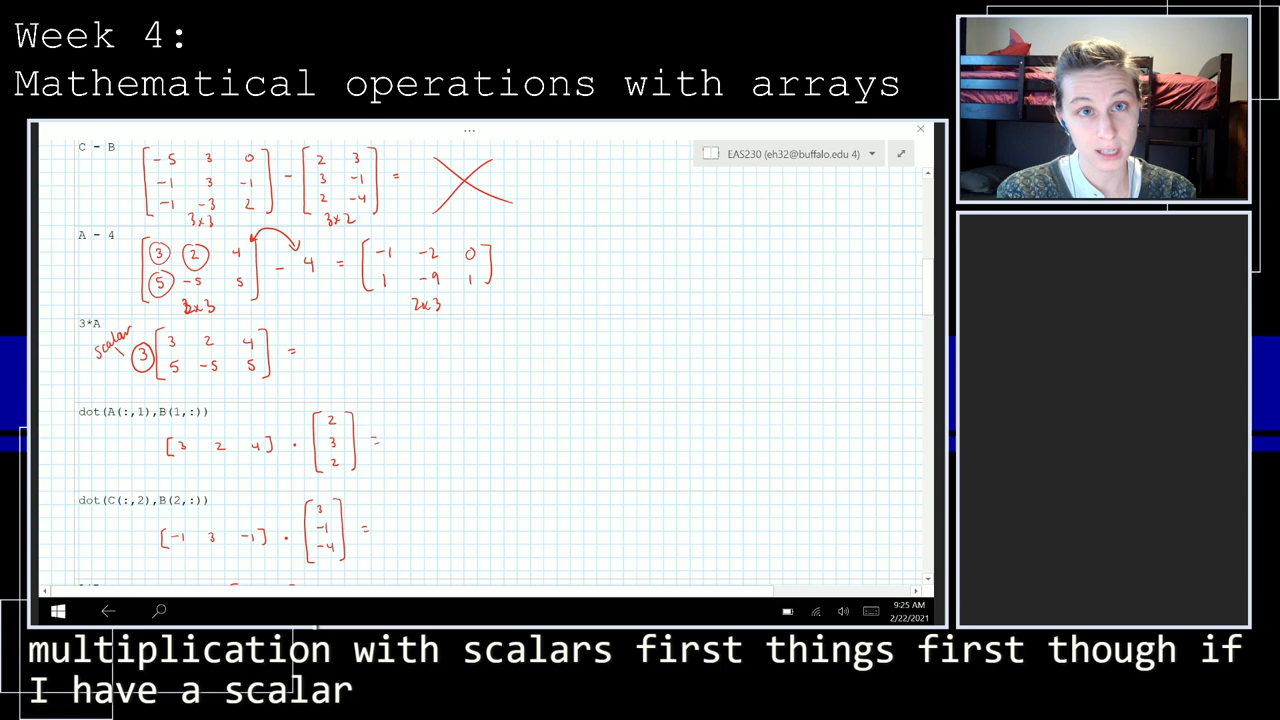 Week 4:
Mathematical operations with arrays
EAS230 (eh32@buffalo.edu 4)
C - B
-5 3 0 2 3
-1 3 -1 - 3 -1 =
-1 -3 2 2 -4
3x3 3x2
A - 4
3 2 4 - 4 = -1 -2 0
5 -5 5 1 -9 1
2x3 2x3
3*A
scalar
3 [3 2 4
5 -5 5] =
dot(A(:,1),B(1,:))
[3 2 4] · [2
3
2] =
dot(C(:,2),B(2,:))
[-1 3 -1] · [3
-1
-4] =
9:25 AM
2/22/2021
multiplication with scalars first things first though if
I have a scalar